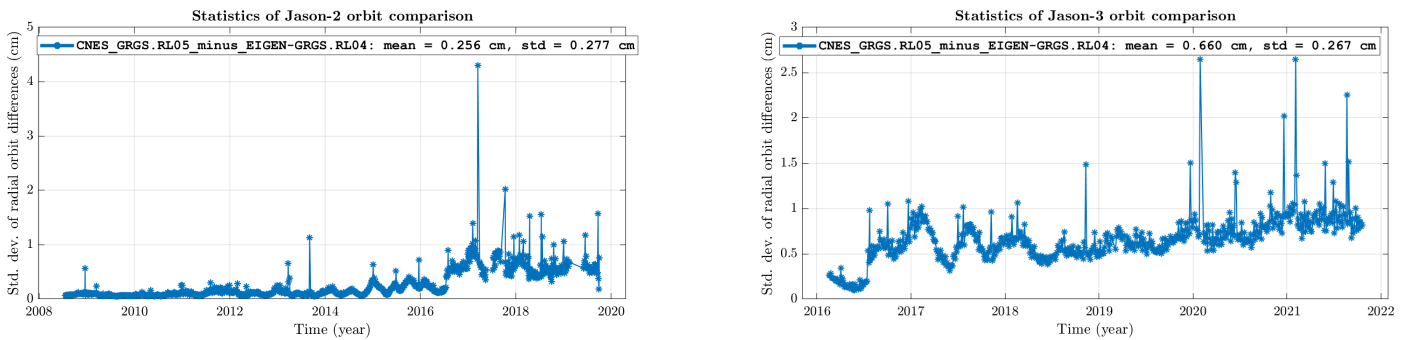 Statistics of Jason-2 orbit comparison
CNES_GRGS.RL05_minus_EIGEN-GRGS.RL04: mean = 0.256 cm, std = 0.277 cm
Std. dev. of radial orbit differences (cm)
5
4
3
2
1
0
2008 2010 2012 2014 2016 2018 2020
Time (year)
Statistics of Jason-3 orbit comparison
CNES_GRGS.RL05_minus_EIGEN-GRGS.RL04: mean = 0.660 cm, std = 0.267 cm
Std. dev. of radial orbit differences (cm)
3
2.5
2
1.5
1
0.5
0
2016 2017 2018 2019 2020 2021 2022
Time (year)